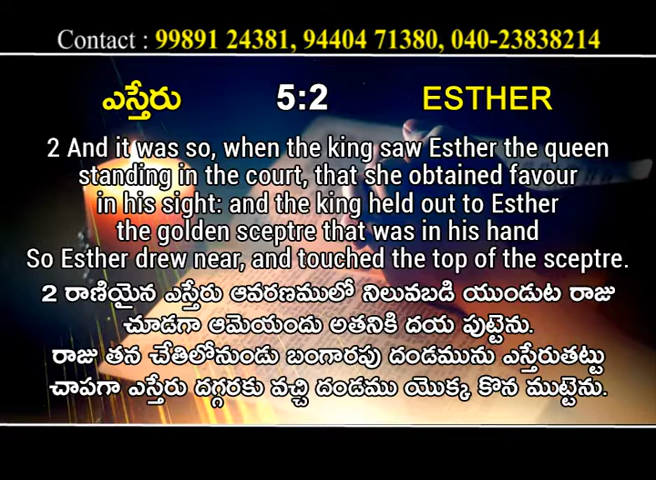 Contact : 99891 24381, 94404 71380, 040-23838214
ఎస్తేరు 5:2 ESTHER
2 And it was so, when the king saw Esther the queen
standing in the court, that she obtained favour
in his sight: and the king held out to Esther
the golden sceptre that was in his hand
So Esther drew near, and touched the top of the sceptre.
2 రాణియైన ఎస్తేరు ఆవరణములో నిలువబడి యుండుట రాజు
చూడగా ఆమెయందు అతనికి దయ పుట్టెను.
రాజు తన చేతిలోనుండు బంగారపు దండమును ఎస్తేరుతట్టు
చాపగా ఎస్తేరు దగ్గరకు వచ్చి దండము యొక్క కొన ముట్టెను.